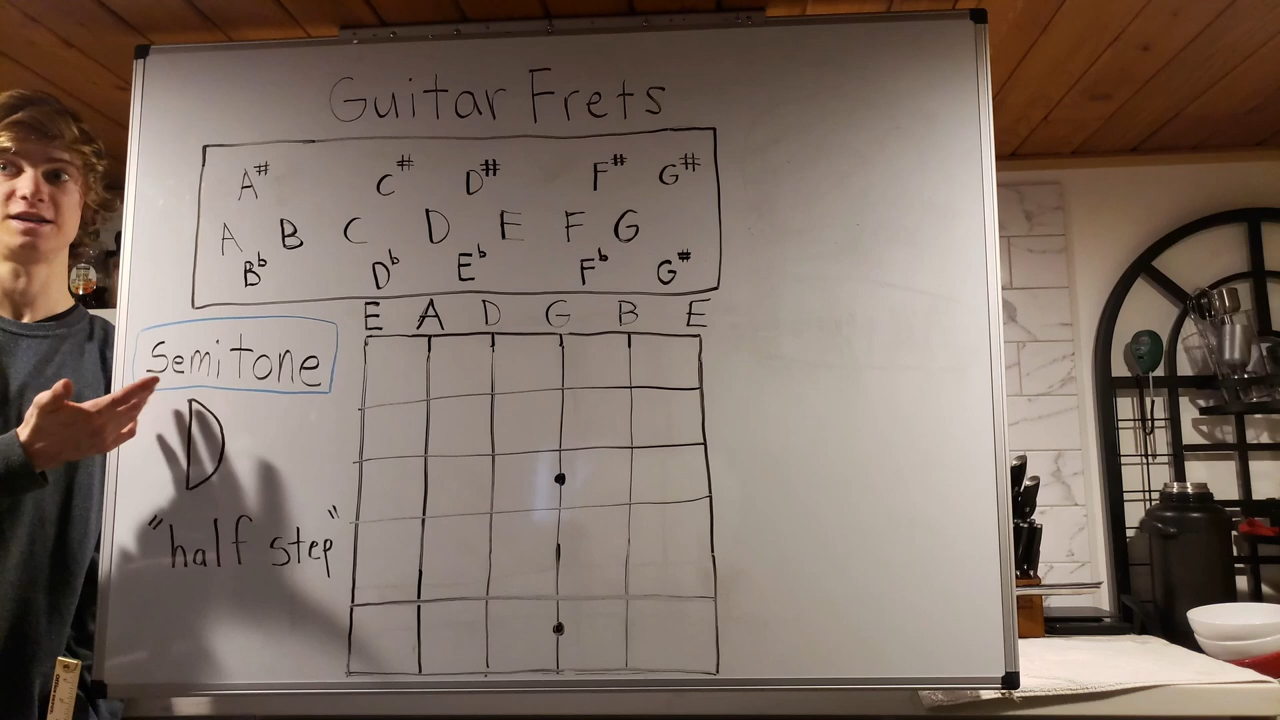 Guitar Frets
A# C# D# F# G#
A B C D E F G
Bb Db Eb Fb G#
E A D G B E
Semitone
D
"half step"